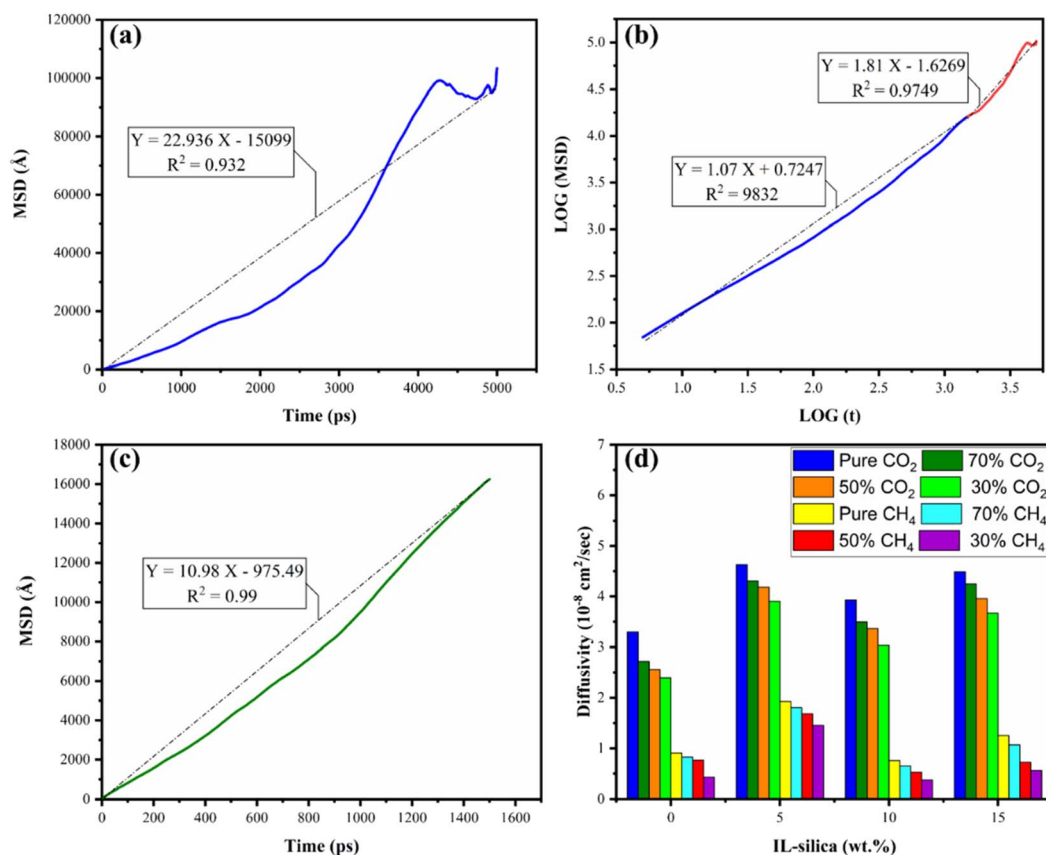 (a)
120000
100000
80000
60000
40000
20000
0
MSD (Å)
Y = 22.936 X - 15099
R² = 0.932
0 1000 2000 3000 4000 5000
Time (ps)
(b)
5.0
4.5
4.0
3.5
3.0
2.5
2.0
1.5
LOG (MSD)
Y = 1.81 X - 1.6269
R² = 0.9749
Y = 1.07 X + 0.7247
R² = 9832
0.5 1.0 1.5 2.0 2.5 3.0 3.5
LOG (t)
(c)
18000
16000
14000
12000
10000
8000
6000
4000
2000
0
MSD (Å)
Y = 10.98 X - 975.49
R² = 0.99
0 200 400 600 800 1000 1200 1400 1600
Time (ps)
(d)
7
6
5
4
3
2
1
0
Diffusivity (10⁻⁸ cm²/sec)
Pure CO₂ 70% CO₂
50% CO₂ 30% CO₂
Pure CH₄ 70% CH₄
50% CH₄ 30% CH₄
0 5 10 15
IL-silica (wt.%)